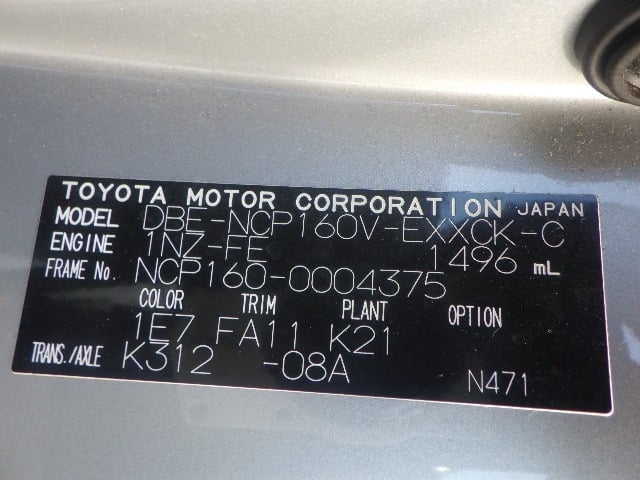 TOYOTA MOTOR CORPORATION JAPAN
MODEL DBE-NCP160V-EXXCK-C
ENGINE 1NZ-FE 1496 mL
FRAME No. NCP160-0004375
COLOR TRIM PLANT OPTION
1E7 FA11 K21
TRANS./AXLE K312 -08A
N471